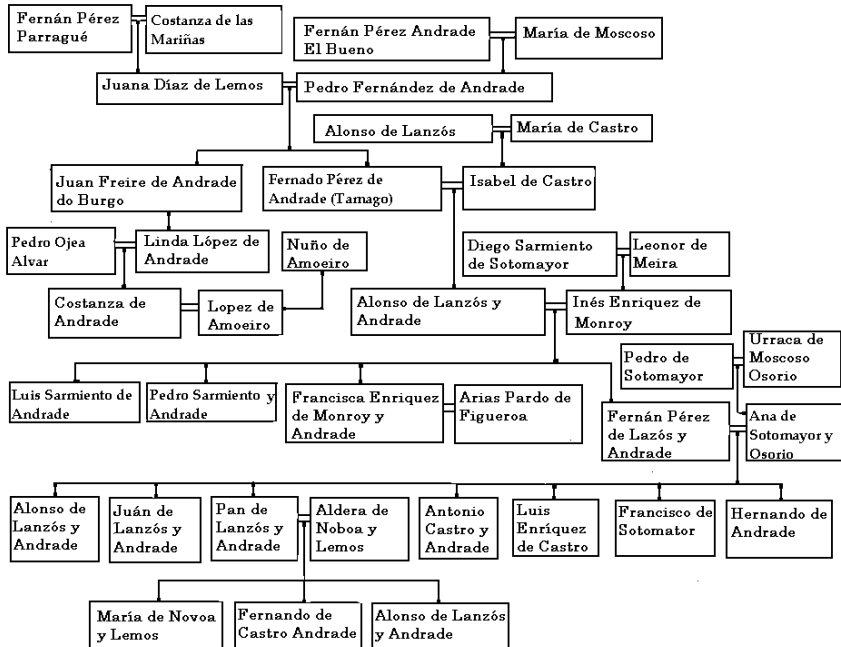 Fernán Pérez
Parragué
Costanza de las
Mariñas
Fernán Pérez Andrade
El Bueno
María de Moscoso
Juana Díaz de Lemos
Pedro Fernández de Andrade
Alonso de Lanzós
María de Castro
Juan Freire de Andrade
do Burgo
Fernado Pérez de
Andrade (Tamago)
Isabel de Castro
Pedro Ojea
Alvar
Linda López de
Andrade
Nuño de
Amoeiro
Diego Sarmiento
de Sotomayor
Leonor de
Meira
Costanza de
Andrade
Lopez de
Amoeiro
Alonso de Lanzós y
Andrade
Inés Enriquez de
Monroy
Pedro de
Sotomayor
Urraca de
Moscoso
Osorio
Luis Sarmiento de
Andrade
Pedro Sarmiento y
Andrade
Francisca Enriquez
de Monroy y
Andrade
Arias Pardo de
Figueroa
Fernán Pérez
de Lazós y
Andrade
Ana de
Sotomayor y
Osorio
Alonso de
Lanzós y
Andrade
Juán de
Lanzós y
Andrade
Pan de
Lanzós y
Andrade
Aldera de
Noboa y
Lemos
Antonio
Castro y
Andrade
Luis
Enríquez
de Castro
Francisco de
Sotomator
Hernando de
Andrade
María de Novoa
y Lemos
Fernando de
Castro Andrade
Alonso de Lanzós
y Andrade